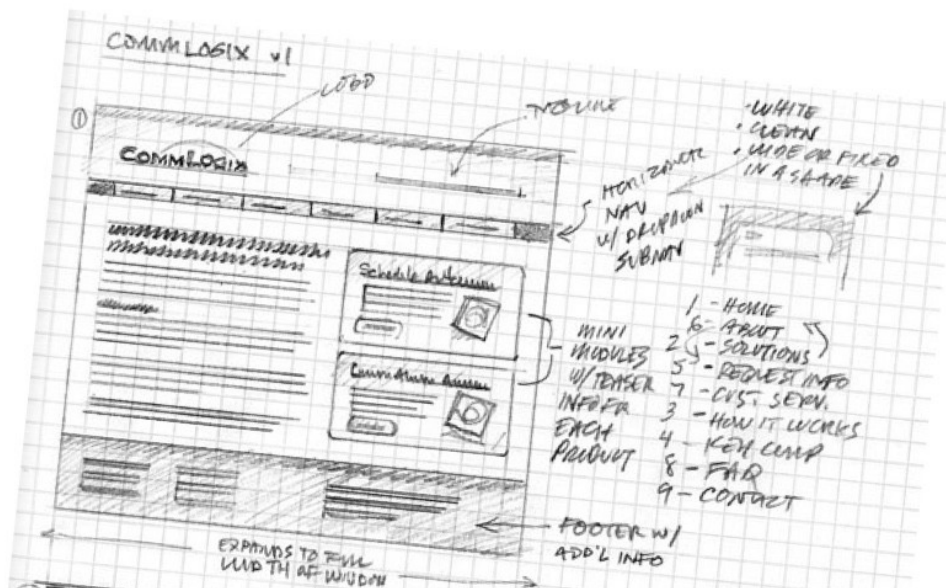 COMMLOGIX v1
LOGO
①
COMMLOGIX
HORIZONTAL
NAV
W/ DROPDOWN
SUBNAV
-WHITE
• CLEAN
• WIDE OR FIXED
IN A SHAPE
Schedule
MINI
MODULES
W/TEASER
INFO FOR
EACH
PRODUCT
1 - HOME
6 - ABOUT
2 - SOLUTIONS
5 - REQUEST INFO
7 - CUST. SERV.
3 - HOW IT WORKS
4 - KEY COMP
8 - FAQ
9 - CONTACT
FOOTER W/
ADD'L INFO
EXPANDS TO FULL
WIDTH OF WINDOW